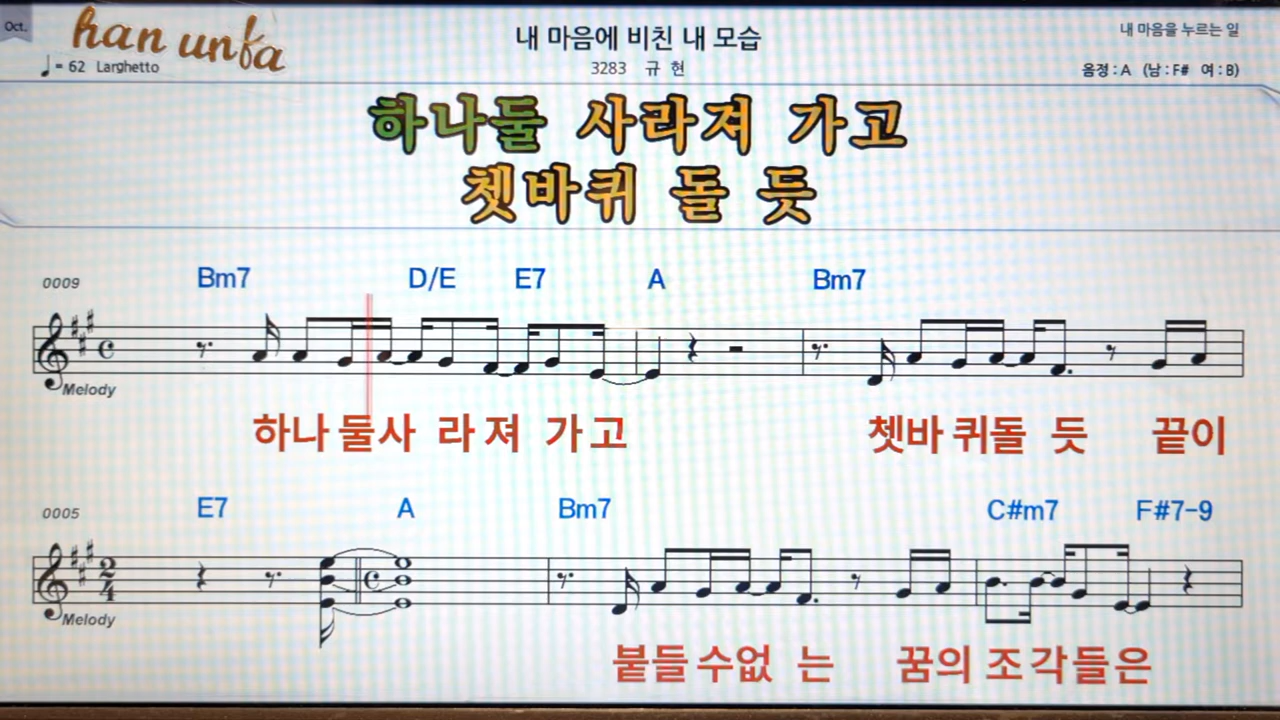 Oct.
han unba
♩= 62 Larghetto
내 마음에 비친 내 모습
3283 규 현
내 마음을 누르는 일
음정 : A (남 : F# 여 : B)
하나둘 사라져 가고
쳇바퀴 돌 듯
0009 Bm7 D/E E7 A Bm7
Melody
하나 둘사 라 져 가 고 쳇바 퀴돌 듯 끝이
0005 E7 A Bm7 C#m7 F#7-9
2
4
Melody
붙들 수없 는 꿈의 조 각들은